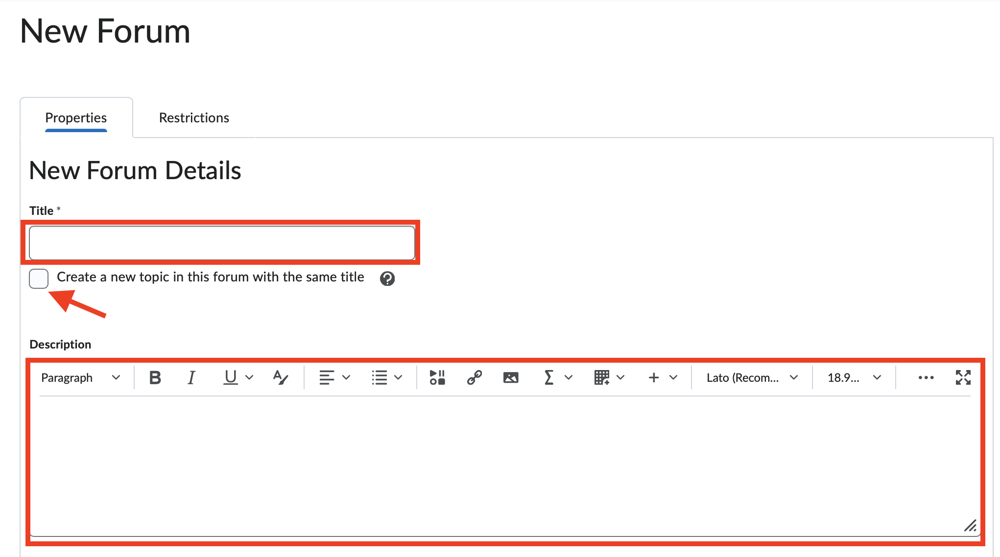 New Forum
Properties
Restrictions
New Forum Details
Title *
Create a new topic in this forum with the same title
Description
Paragraph
Lato (Recom...
18.9...